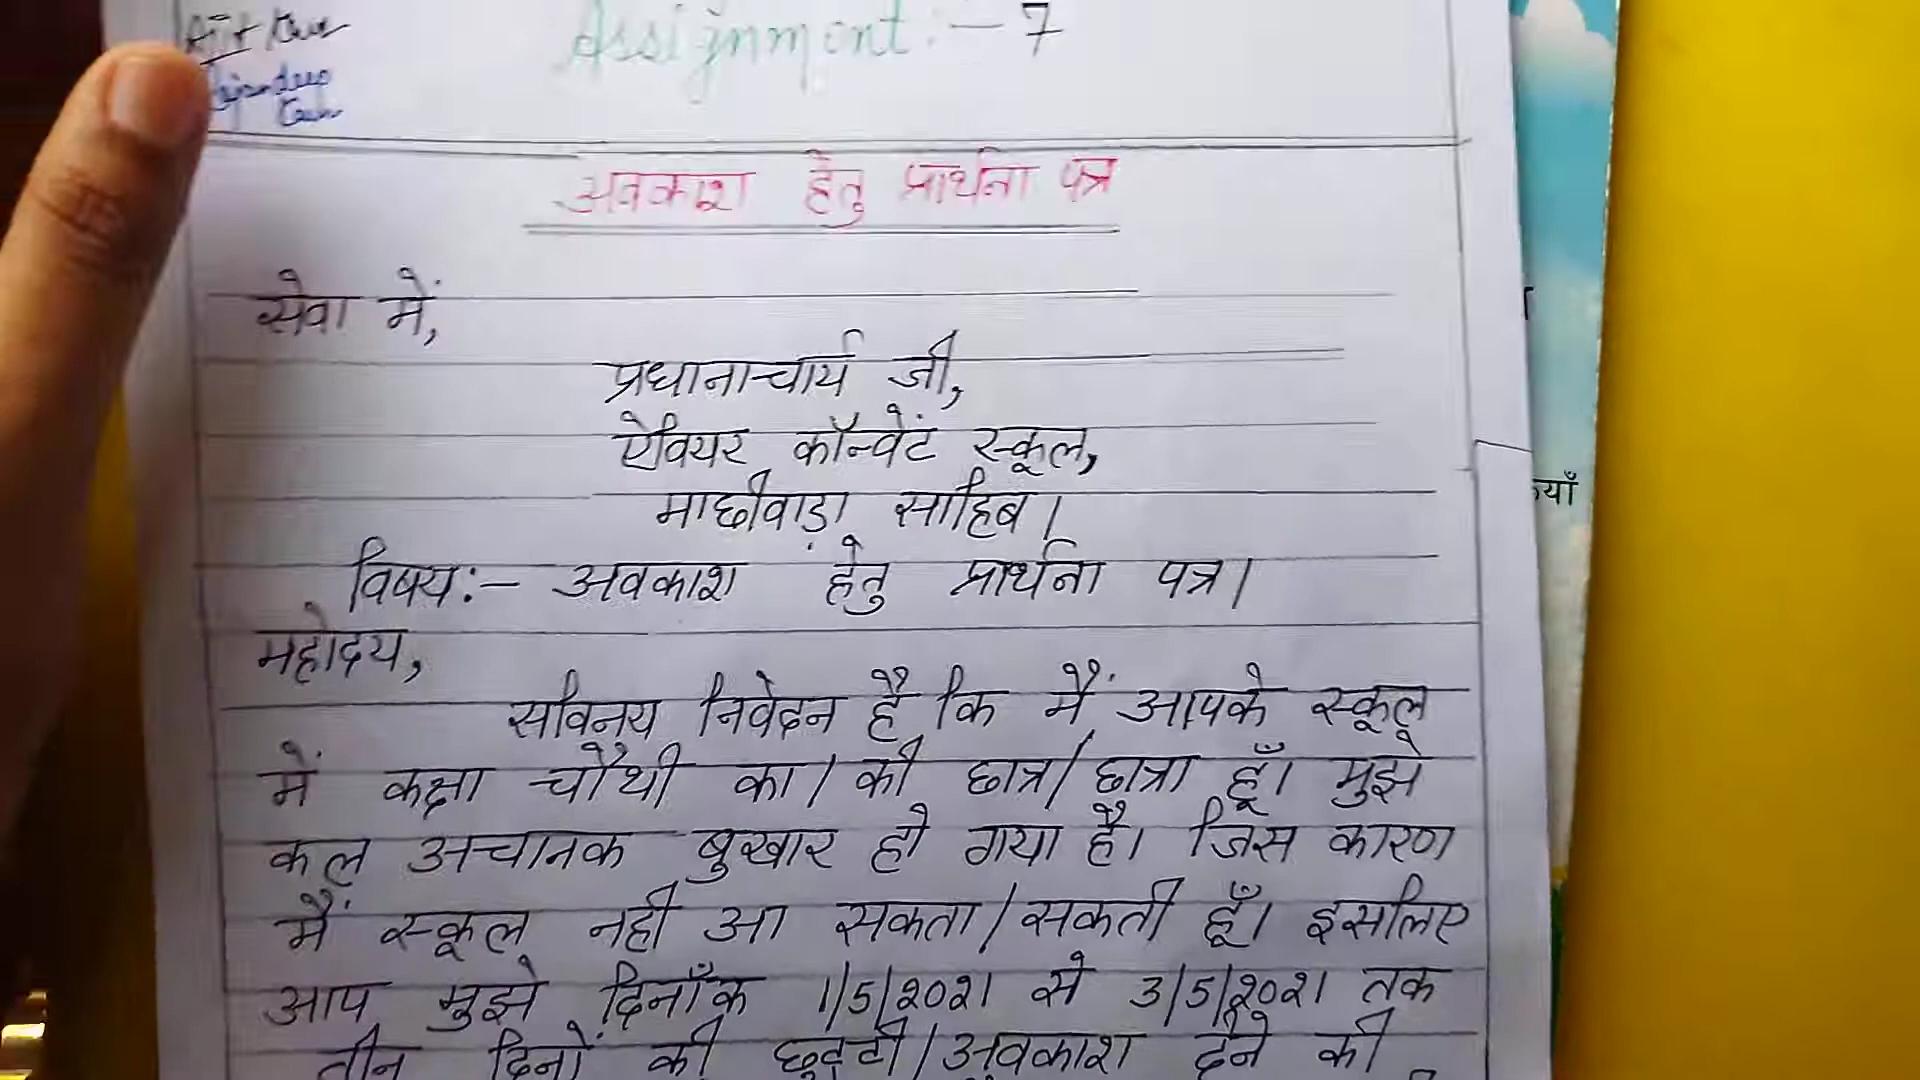 Assignment:- 7
Kaur
अवकाश हेतु प्रार्थना पत्र
सेवा में,
प्रधानाचार्य जी,
ऐवियर कॉन्वेंट स्कूल,
माछीवाड़ा साहिब।
विषय:- अवकाश हेतु प्रार्थना पत्र।
महोदय,
सविनय निवेदन है कि मैं आपके स्कूल
में कक्षा चौथी का/की छात्र/छात्रा हूँ। मुझे
कल अचानक बुखार हो गया है। जिस कारण
मैं स्कूल नही आ सकता/सकती हूँ। इसलिए
आप मुझे दिनाँक 1/5/2021 से 3/5/2021 तक
तीन दिनों की छुट्टी/अवकाश देने की
याँ